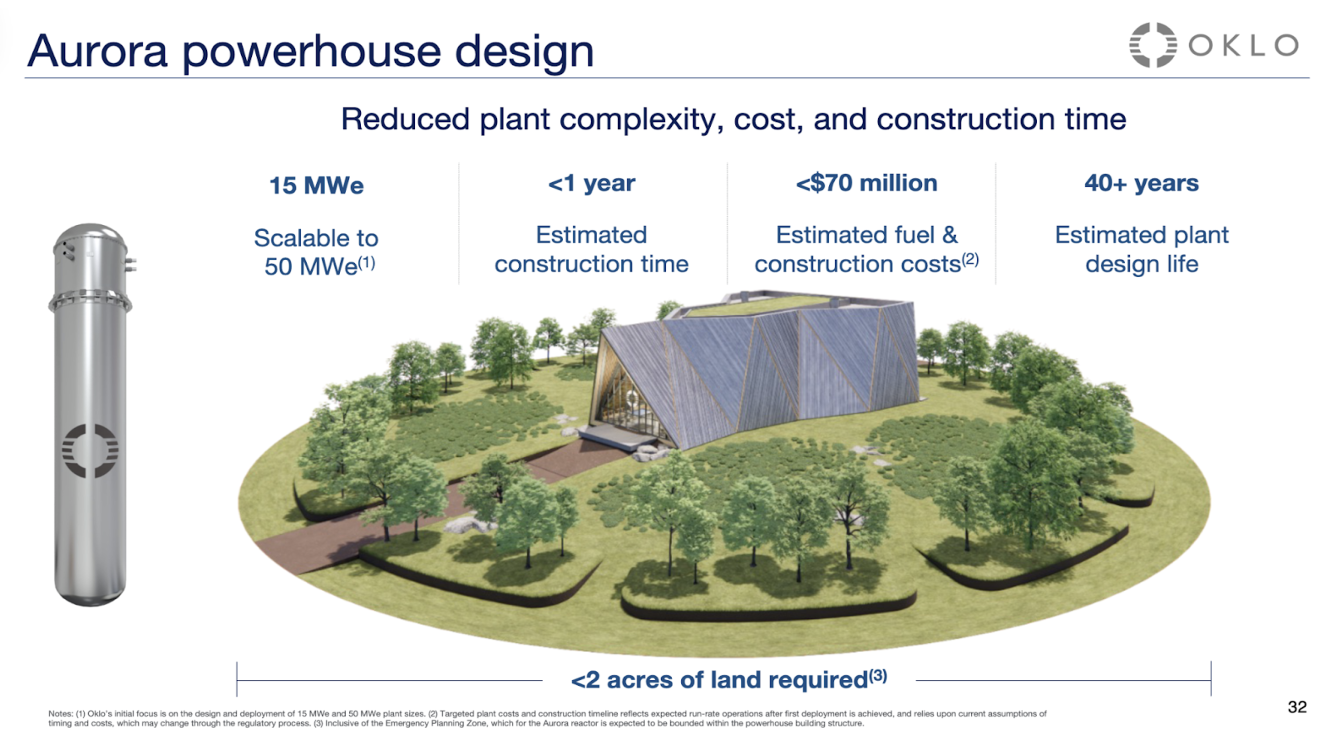 Aurora powerhouse design
OKLO
Reduced plant complexity, cost, and construction time
15 MWe
Scalable to
50 MWe(1)
<1 year
Estimated
construction time
<$70 million
Estimated fuel &
construction costs(2)
40+ years
Estimated plant
design life
<2 acres of land required(3)
Notes: (1) Oklo's initial focus is on the design and deployment of 15 MWe and 50 MWe plant sizes. (2) Targeted plant costs and construction timeline reflects expected run-rate operations after first deployment is achieved, and relies upon current assumptions of
timing and costs, which may change through the regulatory process. (3) Inclusive of the Emergency Planning Zone, which for the Aurora reactor is expected to be bounded within the powerhouse building structure.
32